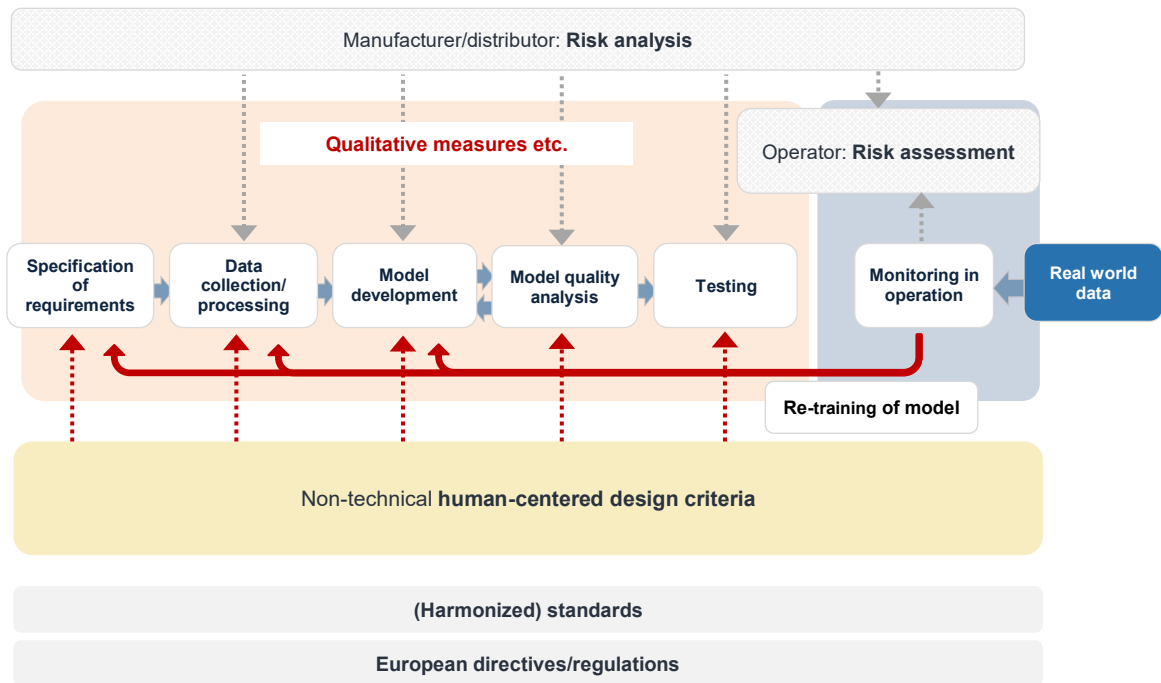 Manufacturer/distributor: Risk analysis
Qualitative measures etc.
Operator: Risk assessment
Specification
of
requirements
Data
collection/
processing
Model
development
Model quality
analysis
Testing
Monitoring in
operation
Real world
data
Re-training of model
Non-technical human-centered design criteria
(Harmonized) standards
European directives/regulations